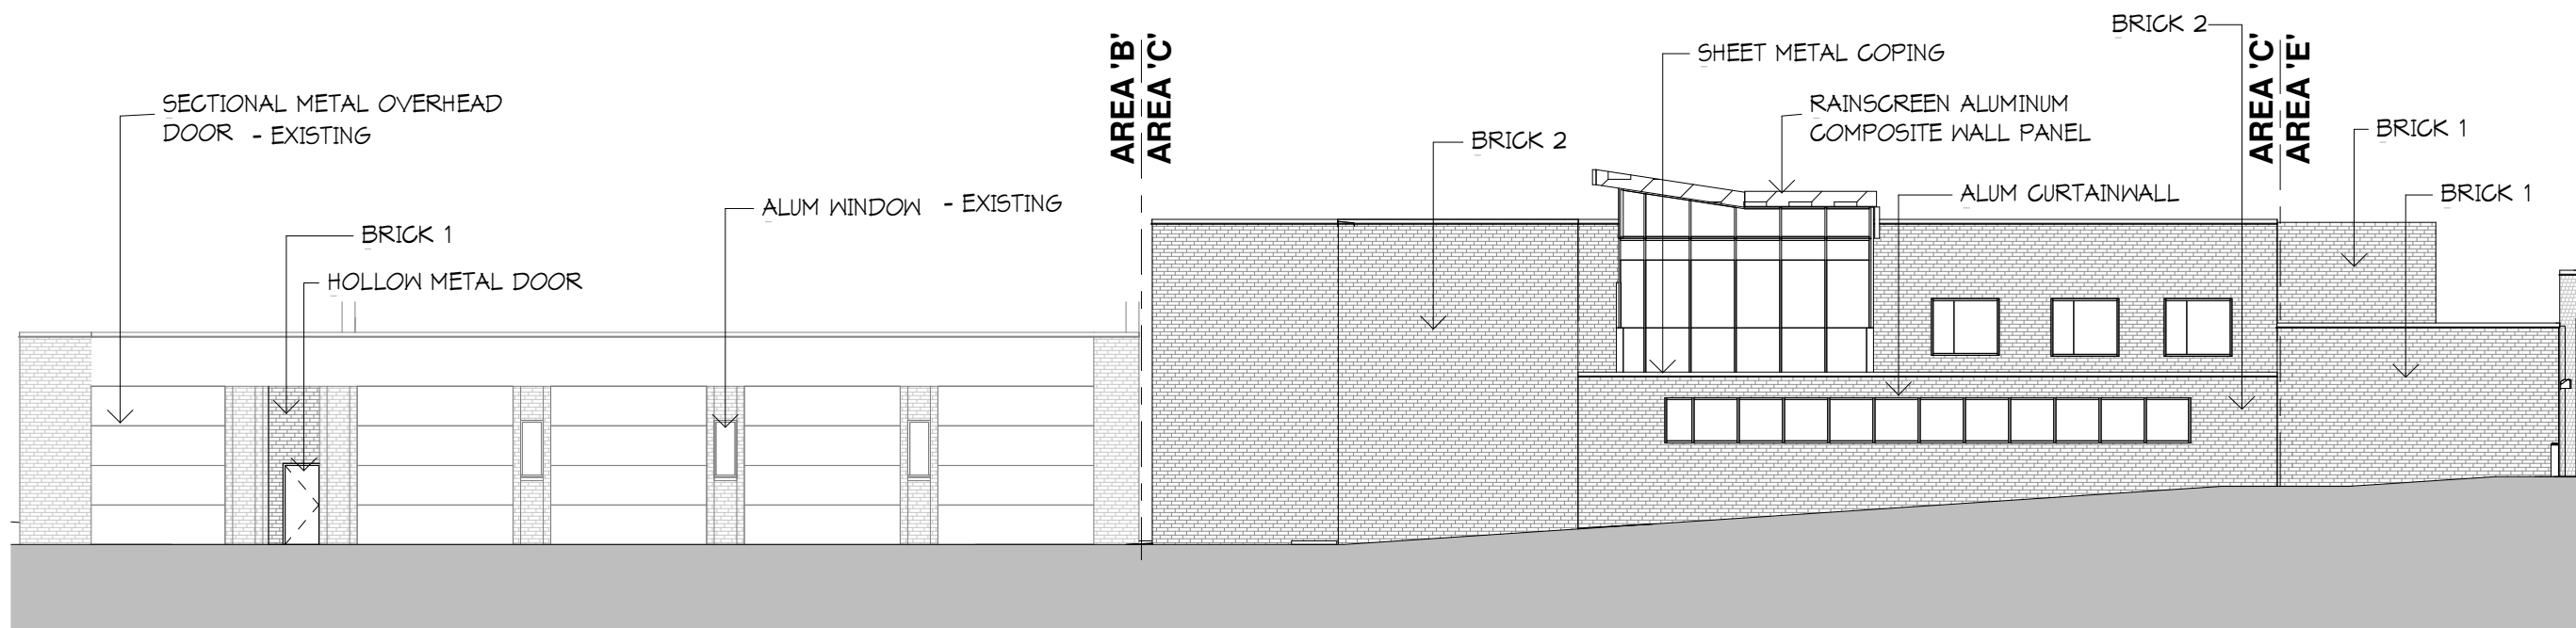 SECTIONAL METAL OVERHEAD
DOOR - EXISTING
BRICK 1
HOLLOW METAL DOOR
ALUM WINDOW - EXISTING
AREA 'B'
AREA 'C'
BRICK 2
SHEET METAL COPING
RAINSCREEN ALUMINUM
COMPOSITE WALL PANEL
ALUM CURTAINWALL
BRICK 2
AREA 'C'
AREA 'E'
BRICK 1
BRICK 1